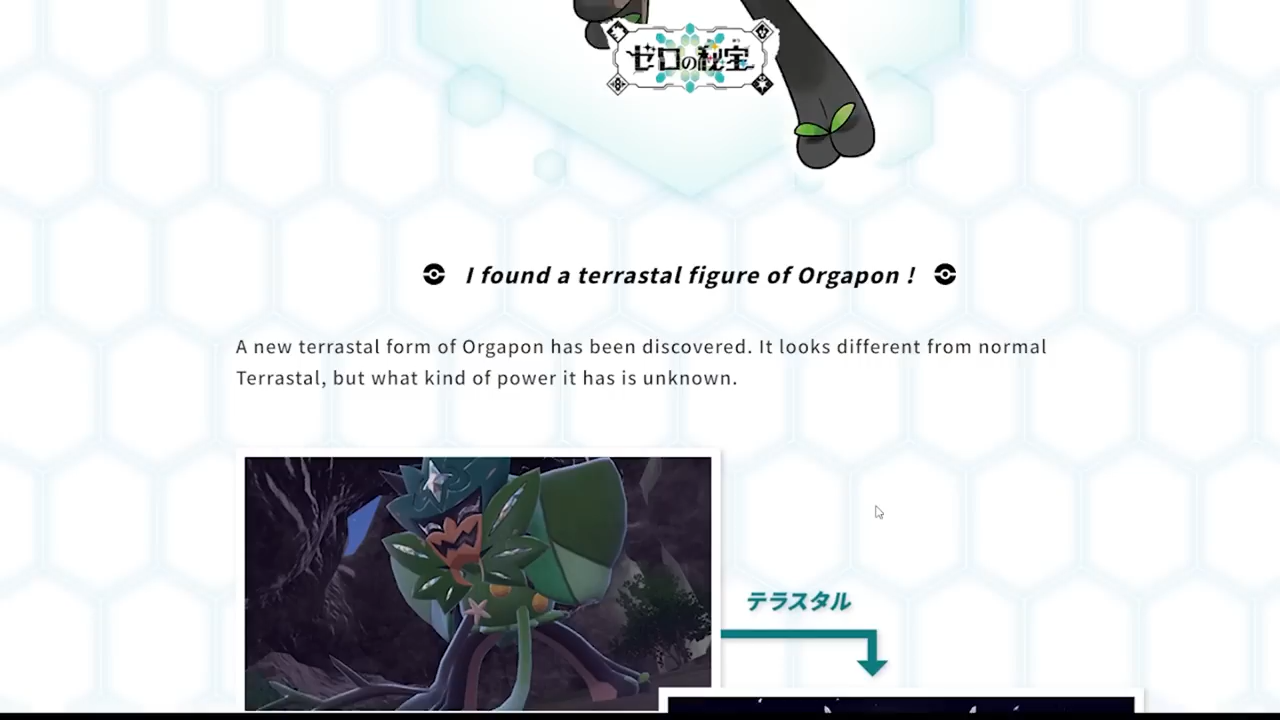 ゼロの秘宝
I found a terrastal figure of Orgapon !
A new terrastal form of Orgapon has been discovered. It looks different from normal
Terrastal, but what kind of power it has is unknown.
テラスタル